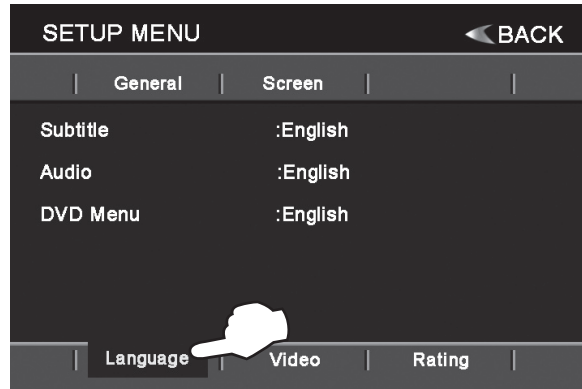 SETUP MENU BACK
General Screen
Subtitle :English
Audio :English
DVD Menu :English
Language Video Rating